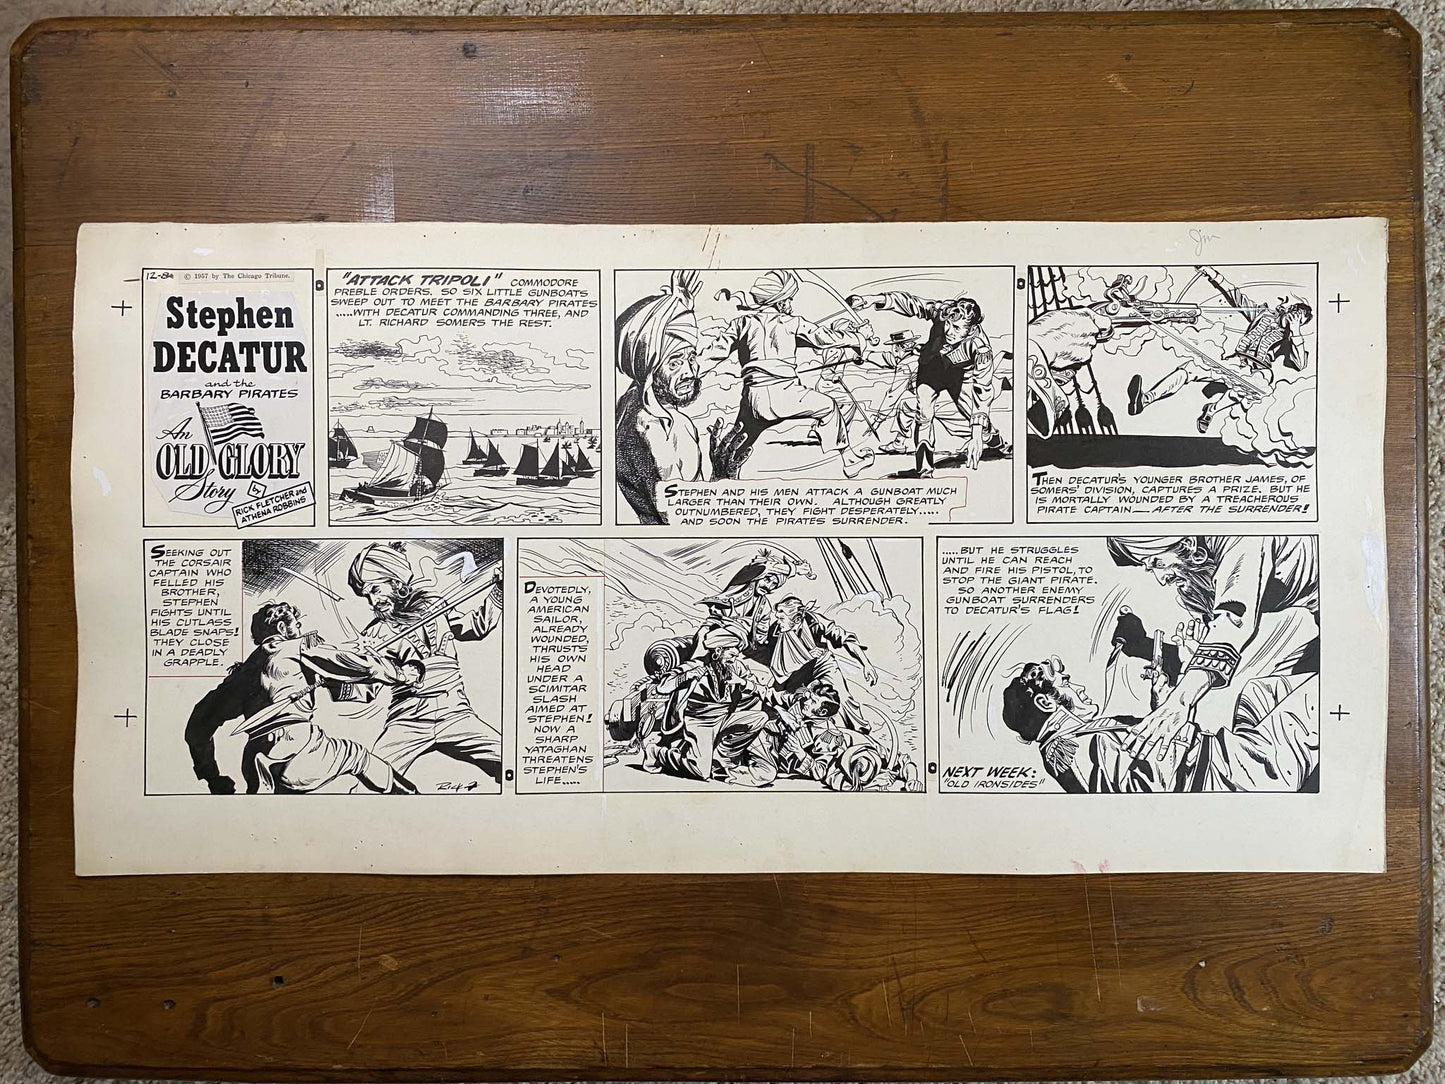 12-8
© 1957 by The Chicago Tribune.
Stephen
DECATUR
and the
BARBARY PIRATES
An
OLD GLORY
Story
by
RICK FLETCHER and
ATHENA ROBBINS
"ATTACK TRIPOLI" COMMODORE
PREBLE ORDERS. SO SIX LITTLE GUNBOATS
SWEEP OUT TO MEET THE BARBARY PIRATES
.....WITH DECATUR COMMANDING THREE, AND
LT. RICHARD SOMERS THE REST.
STEPHEN AND HIS MEN ATTACK A GUNBOAT MUCH
LARGER THAN THEIR OWN. ALTHOUGH GREATLY
OUTNUMBERED, THEY FIGHT DESPERATELY.....
AND SOON THE PIRATES SURRENDER.
Jim
THEN DECATUR'S YOUNGER BROTHER JAMES, OF
SOMERS' DIVISION, CAPTURES A PRIZE. BUT HE
IS MORTALLY WOUNDED BY A TREACHEROUS
PIRATE CAPTAIN — AFTER THE SURRENDER!
SEEKING OUT
THE CORSAIR
CAPTAIN WHO
FELLED HIS
BROTHER,
STEPHEN
FIGHTS UNTIL
HIS CUTLASS
BLADE SNAPS!
THEY CLOSE
IN A DEADLY
GRAPPLE.
RICK
DEVOTEDLY,
A YOUNG
AMERICAN
SAILOR,
ALREADY
WOUNDED,
THRUSTS
HIS OWN
HEAD
UNDER A
SCIMITAR
SLASH
AIMED AT
STEPHEN!
NOW A
SHARP
YATAGHAN
THREATENS
STEPHEN'S
LIFE.....
.....BUT HE STRUGGLES
UNTIL HE CAN REACH
AND FIRE HIS PISTOL, TO
STOP THE GIANT PIRATE.
SO ANOTHER ENEMY
GUNBOAT SURRENDERS
TO DECATUR'S FLAG!
NEXT WEEK:
"OLD IRONSIDES"